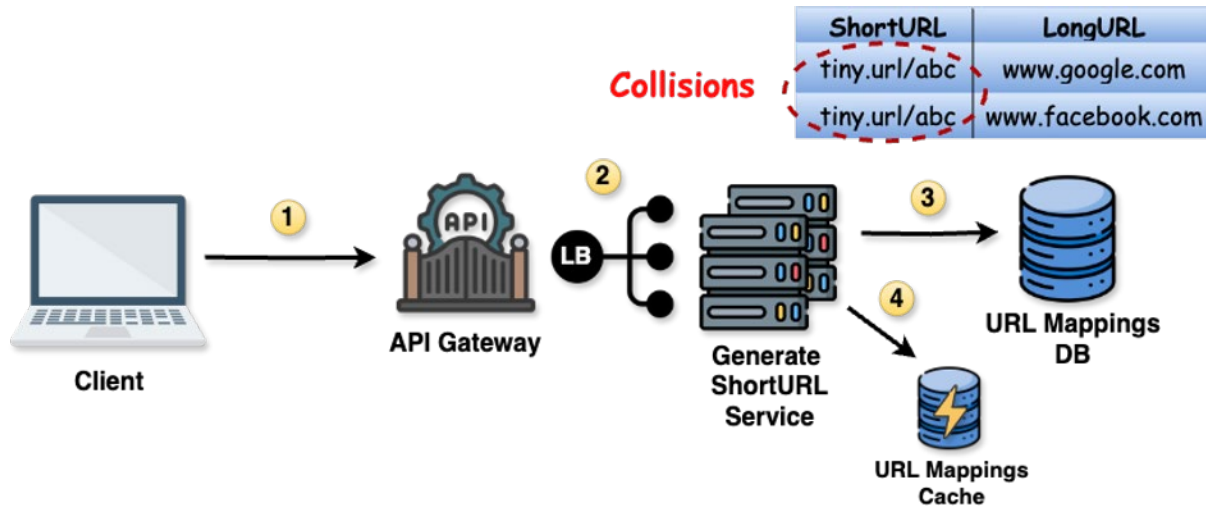 ShortURL LongURL
tiny.url/abc www.google.com
Collisions
tiny.url/abc www.facebook.com
1
2
3
API
LB
4
API Gateway
Client
Generate
ShortURL
Service
URL Mappings
DB
URL Mappings
Cache